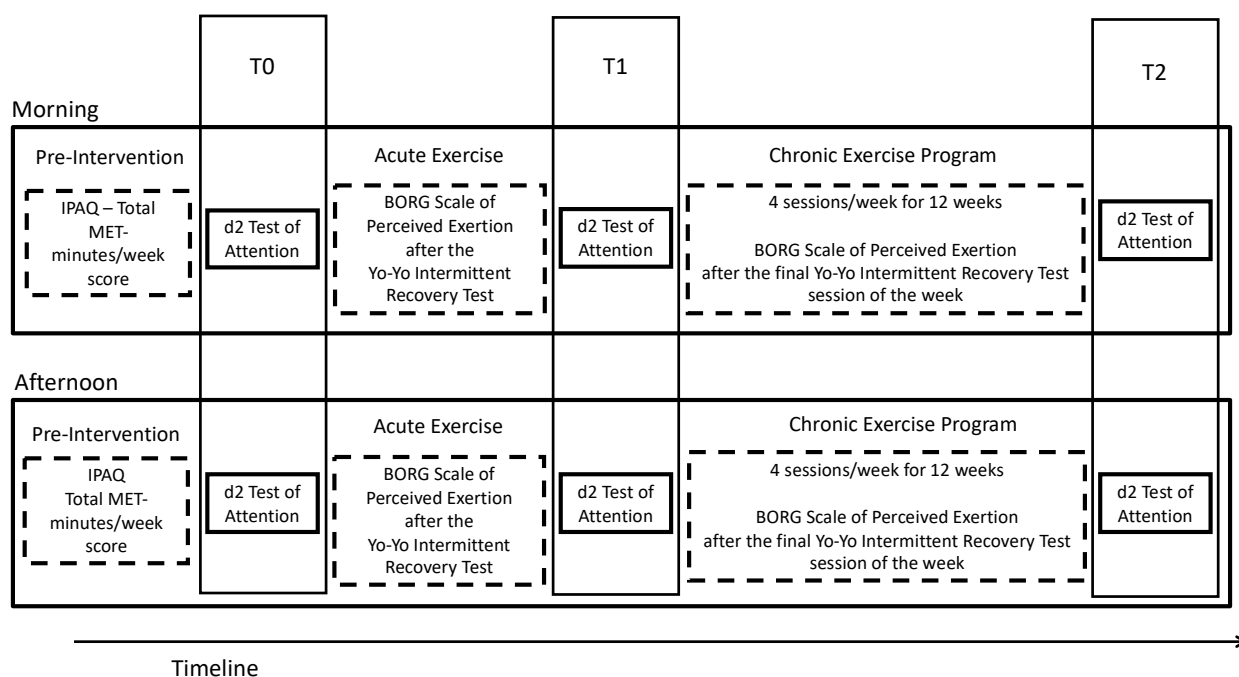 T0
T1
T2
Morning
Pre-Intervention
IPAQ – Total
MET-
minutes/week
score
d2 Test of
Attention
Acute Exercise
BORG Scale of
Perceived Exertion
after the
Yo-Yo Intermittent
Recovery Test
d2 Test of
Attention
Chronic Exercise Program
4 sessions/week for 12 weeks
BORG Scale of Perceived Exertion
after the final Yo-Yo Intermittent Recovery Test
session of the week
d2 Test of
Attention
Afternoon
Pre-Intervention
IPAQ
Total MET-
minutes/week
score
d2 Test of
Attention
Acute Exercise
BORG Scale of
Perceived Exertion
after the
Yo-Yo Intermittent
Recovery Test
d2 Test of
Attention
Chronic Exercise Program
4 sessions/week for 12 weeks
BORG Scale of Perceived Exertion
after the final Yo-Yo Intermittent Recovery Test
session of the week
d2 Test of
Attention
Timeline